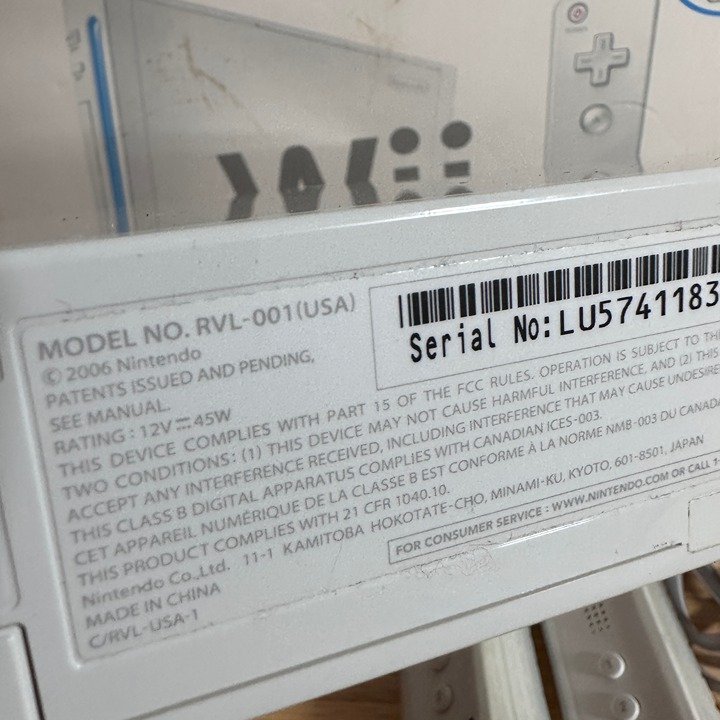 Wii
MODEL NO. RVL-001(USA)
© 2006 Nintendo
PATENTS ISSUED AND PENDING,
SEE MANUAL.
RATING : 12V⎓45W
Serial No:LU5741183
THIS DEVICE COMPLIES WITH PART 15 OF THE FCC RULES. OPERATION IS SUBJECT TO THE
TWO CONDITIONS: (1) THIS DEVICE MAY NOT CAUSE HARMFUL INTERFERENCE, AND (2) THIS
ACCEPT ANY INTERFERENCE RECEIVED, INCLUDING INTERFERENCE THAT MAY CAUSE UNDESIRE
THIS CLASS B DIGITAL APPARATUS COMPLIES WITH CANADIAN ICES-003.
CET APPAREIL NUMÉRIQUE DE LA CLASSE B EST CONFORME À LA NORME NMB-003 DU CANADA
THIS PRODUCT COMPLIES WITH 21 CFR 1040.10.
Nintendo Co.,Ltd. 11-1 KAMITOBA HOKOTATE-CHO, MINAMI-KU, KYOTO, 601-8501, JAPAN
MADE IN CHINA
C/RVL-USA-1
FOR CONSUMER SERVICE : WWW.NINTENDO.COM OR CALL 1-
1
2